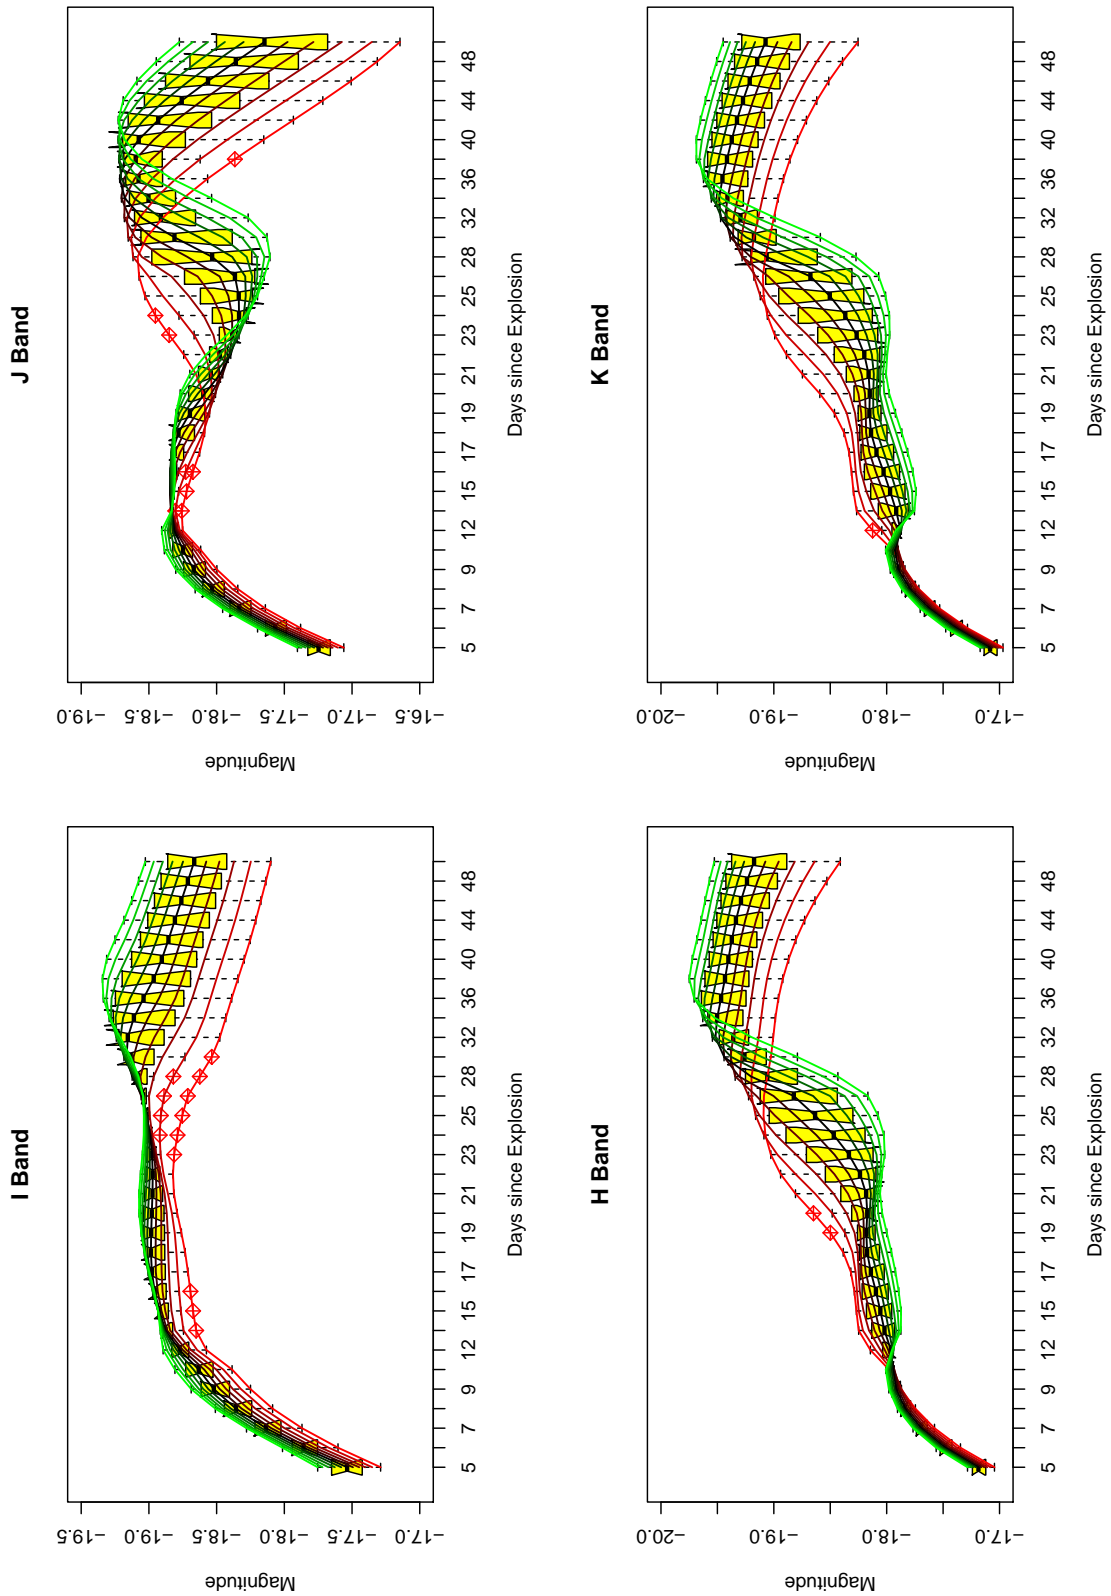 I Band
−19.5
−19.0
−18.5
−18.0
−17.5
−17.0
Magnitude
5 7 9 12 15 17 19 21 23 25 28 32 36 40 44 48
Days since Explosion
J Band
−19.0
−18.5
−18.0
−17.5
−17.0
−16.5
Magnitude
5 7 9 12 15 17 19 21 23 25 28 32 36 40 44 48
Days since Explosion
H Band
−20.0
−19.0
−18.0
−17.0
Magnitude
5 7 9 12 15 17 19 21 23 25 28 32 36 40 44 48
Days since Explosion
K Band
−20.0
−19.0
−18.0
−17.0
Magnitude
5 7 9 12 15 17 19 21 23 25 28 32 36 40 44 48
Days since Explosion